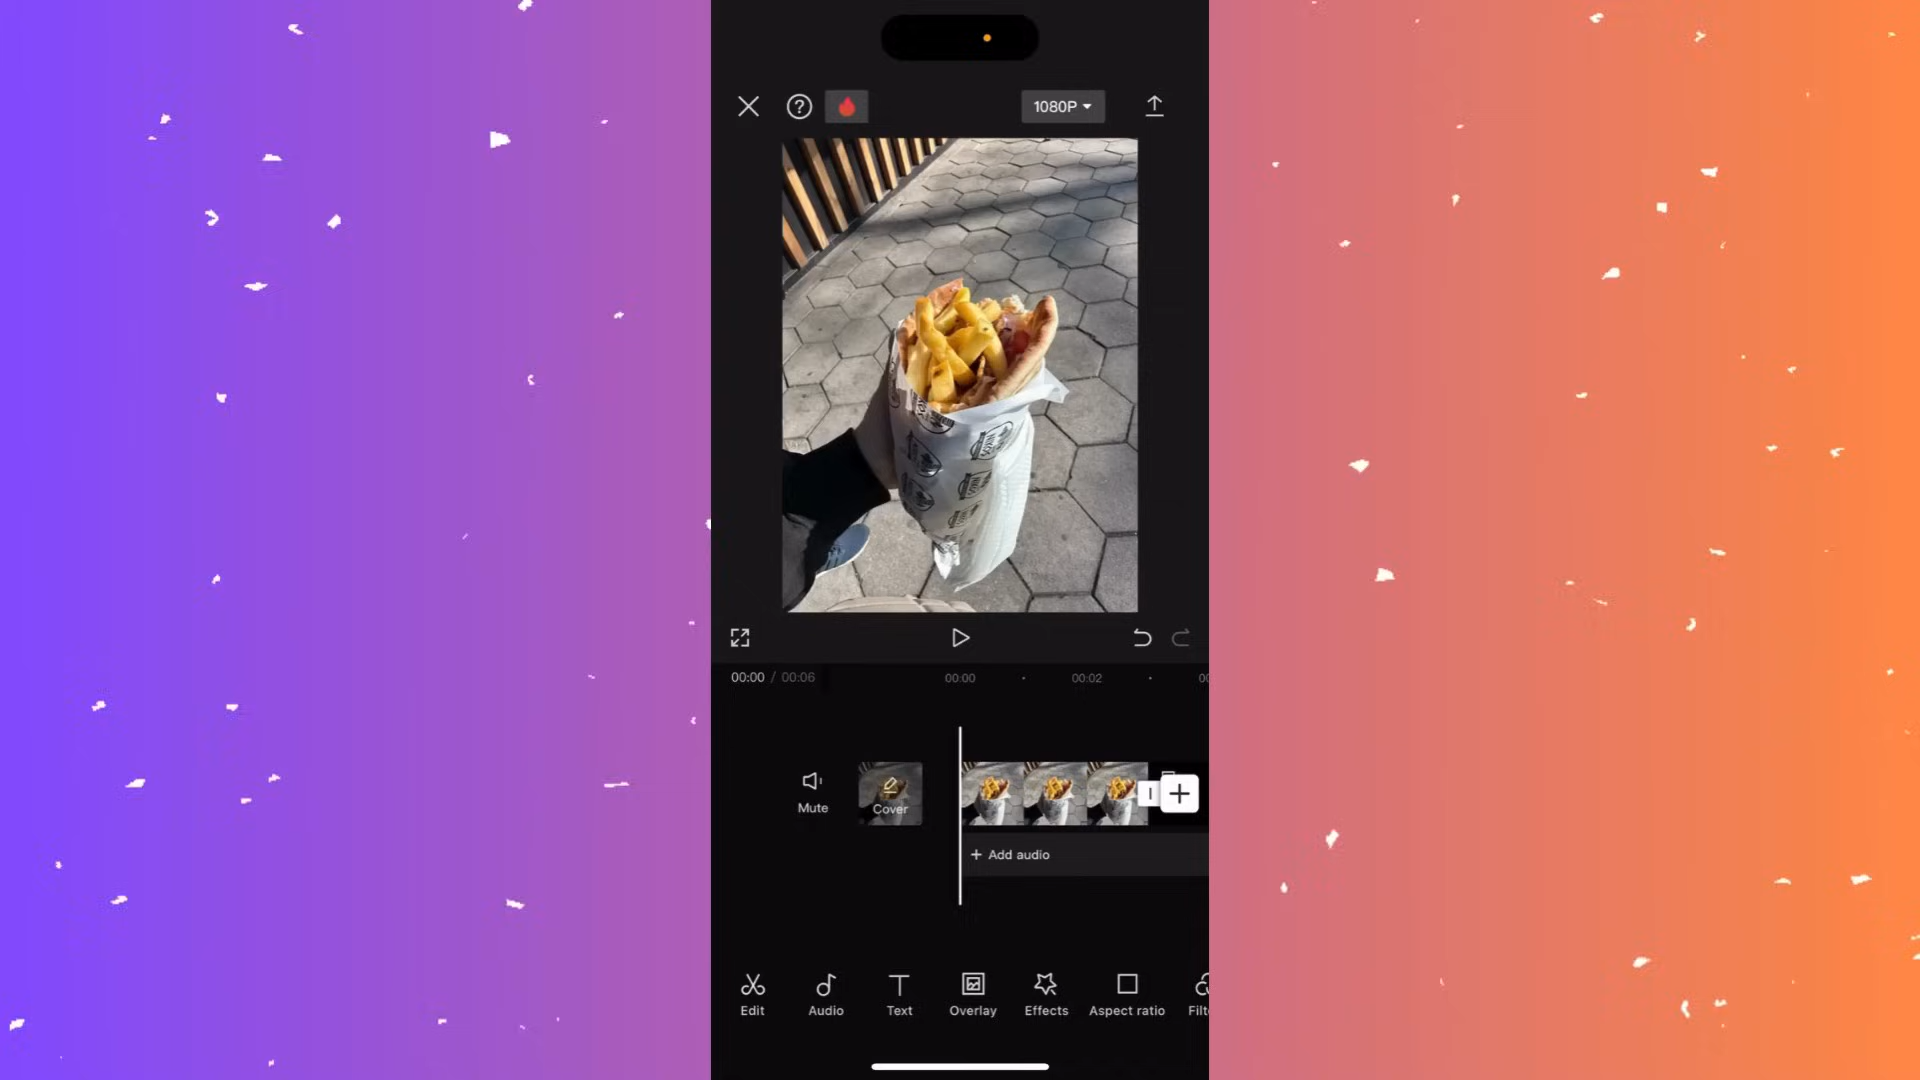 1080P
00:00 / 00:06
00:00
00:02
Mute
Cover
+ Add audio
Edit
Audio
Text
Overlay
Effects
Aspect ratio